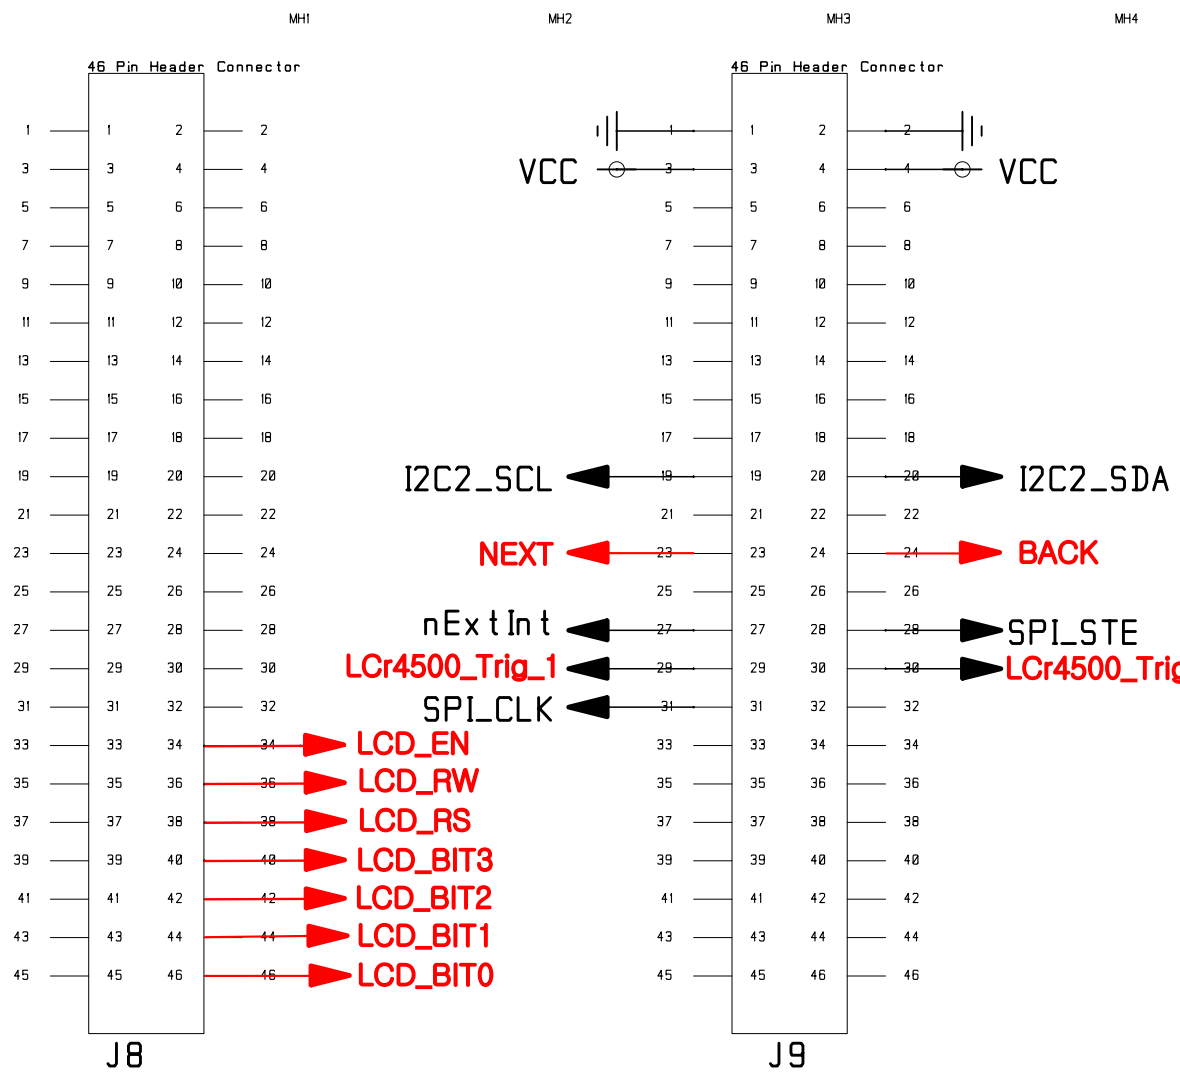 MH1 MH2 MH3 MH4
46 Pin Header Connector 46 Pin Header Connector
1 1 2 2 1 1 2 2
3 3 4 4 VCC 3 3 4 4 VCC
5 5 6 6 5 5 6 6
7 7 8 8 7 7 8 8
9 9 10 10 9 9 10 10
11 11 12 12 11 11 12 12
13 13 14 14 13 13 14 14
15 15 16 16 15 15 16 16
17 17 18 18 17 17 18 18
19 19 20 20 I2C2_SCL 19 19 20 20 I2C2_SDA
21 21 22 22 21 21 22 22
23 23 24 24 NEXT 23 23 24 24 BACK
25 25 26 26 25 25 26 26
27 27 28 28 nExtInt 27 27 28 28 SPI_STE
29 29 30 30 LCr4500_Trig_1 29 29 30 30 LCr4500_Trig
31 31 32 32 SPI_CLK 31 31 32 32
33 33 34 34 LCD_EN 33 33 34 34
35 35 36 36 LCD_RW 35 35 36 36
37 37 38 38 LCD_RS 37 37 38 38
39 39 40 40 LCD_BIT3 39 39 40 40
41 41 42 42 LCD_BIT2 41 41 42 42
43 43 44 44 LCD_BIT1 43 43 44 44
45 45 46 46 LCD_BIT0 45 45 46 46
J8 J9